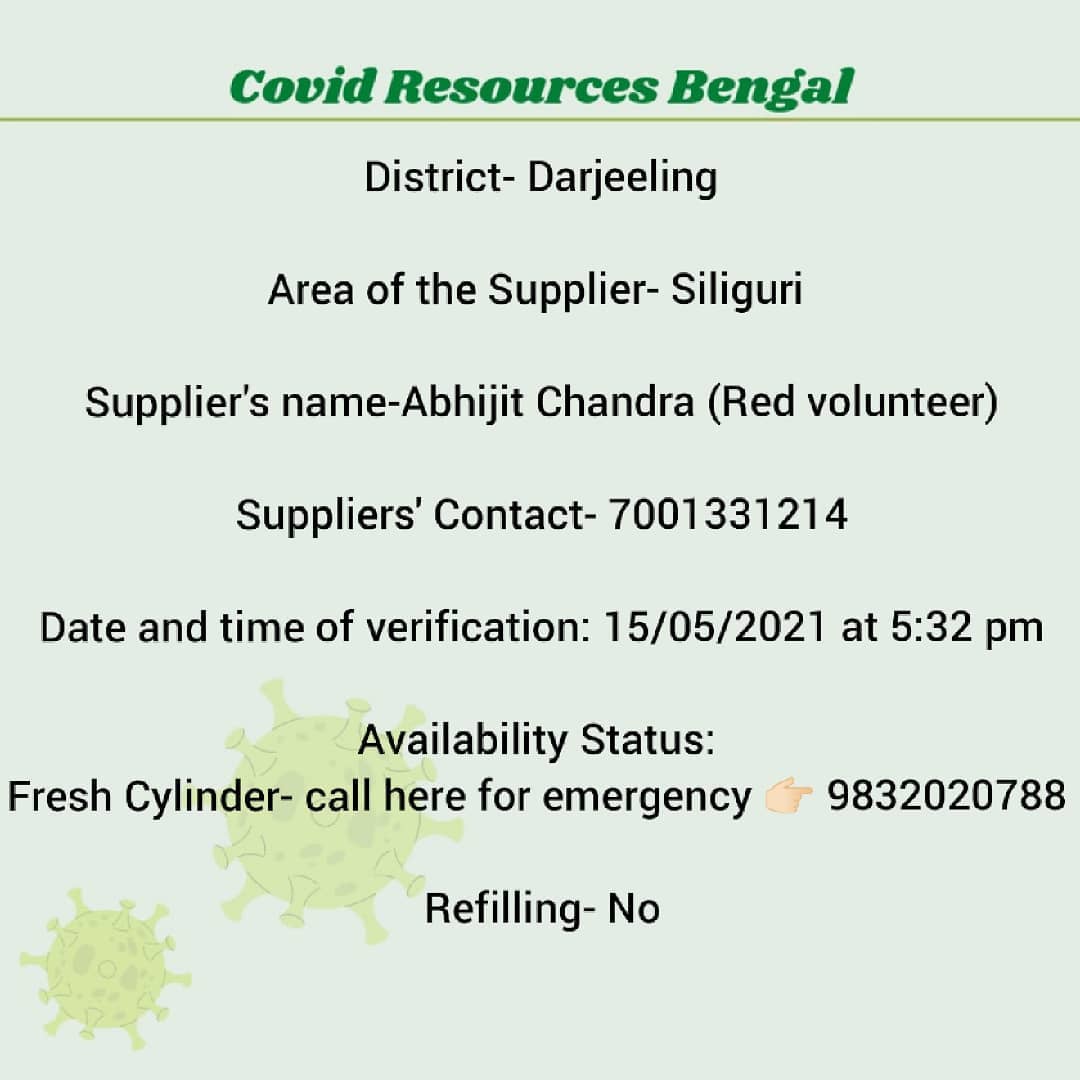 Covid Resources Bengal
District- Darjeeling
Area of the Supplier- Siliguri
Supplier's name-Abhijit Chandra (Red volunteer)
Suppliers' Contact- 7001331214
Date and time of verification: 15/05/2021 at 5:32 pm
Availability Status:
Fresh Cylinder- call here for emergency 👉🏻 9832020788
Refilling- No